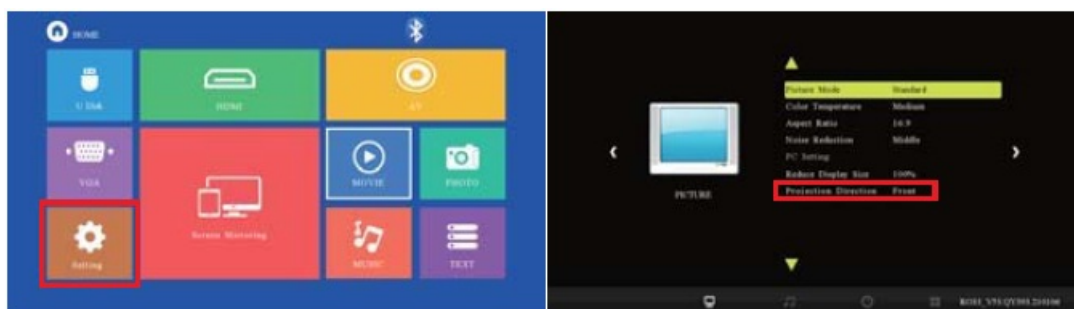 HOME
U Disk
HDMI
AV
VGA
MOVIE
PHOTO
Setting
Screen Mirroring
MUSIC
TEXT
Picture Mode Standard
Color Temperature Medium
Aspect Ratio 16:9
Noise Reduction Middle
PC Setting
Reduce Display Size 100%
Projection Direction Front
PICTURE